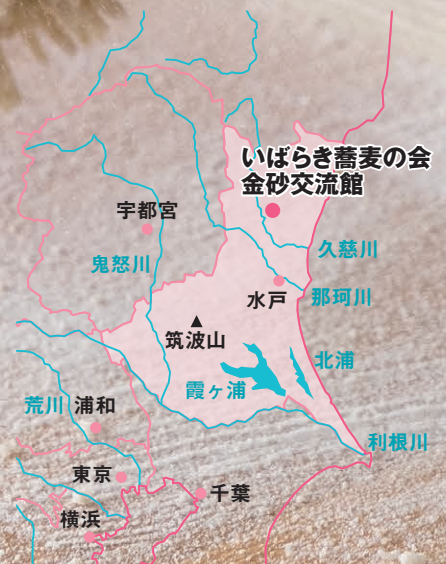 いばらき蕎麦の会
金砂交流館
宇都宮
鬼怒川
久慈川
水戸
那珂川
筑波山
北浦
霞ヶ浦
荒川
浦和
利根川
東京
千葉
横浜